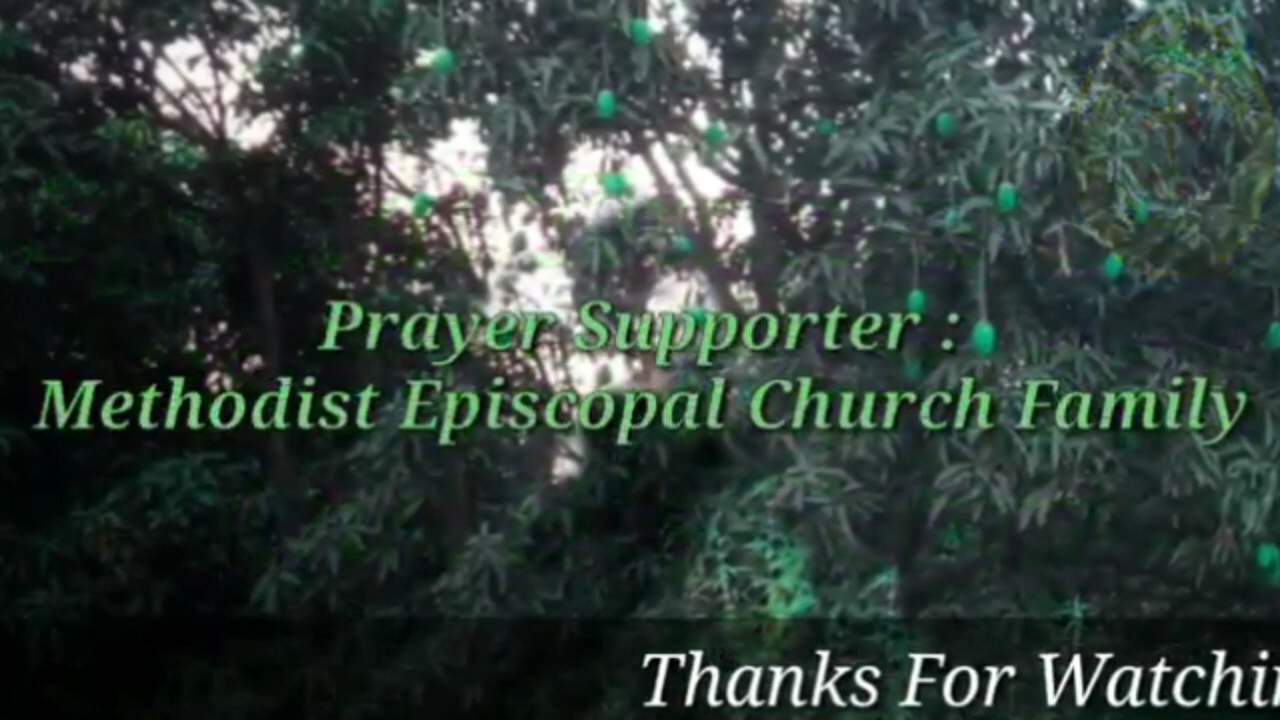 Prayer Supporter :
Methodist Episcopal Church Family
Thanks For Watchi